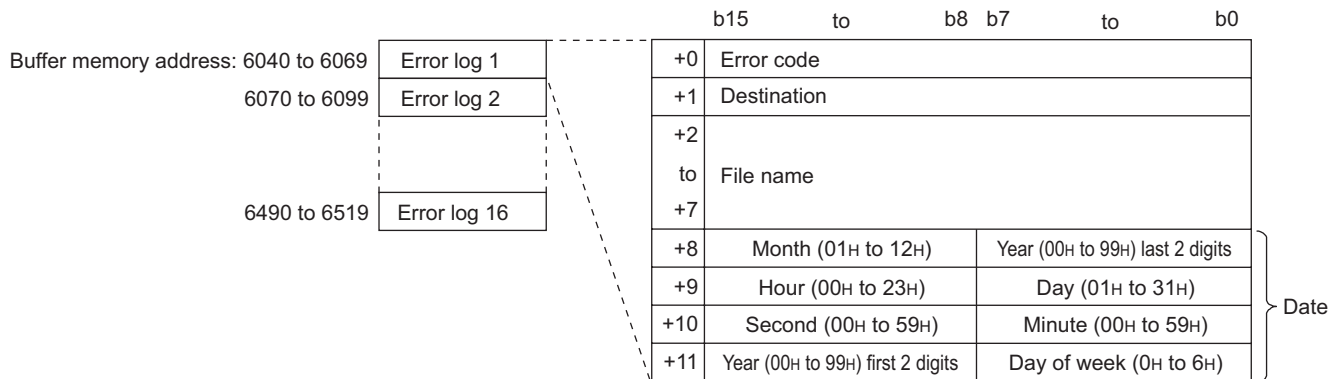 b15 to b8 b7 to b0
Buffer memory address: 6040 to 6069 Error log 1 +0 Error code
6070 to 6099 Error log 2 +1 Destination
+2
to File name
6490 to 6519 Error log 16 +7
+8 Month (01H to 12H) Year (00H to 99H) last 2 digits
+9 Hour (00H to 23H) Day (01H to 31H)
Date
+10 Second (00H to 59H) Minute (00H to 59H)
+11 Year (00H to 99H) first 2 digits Day of week (0H to 6H)